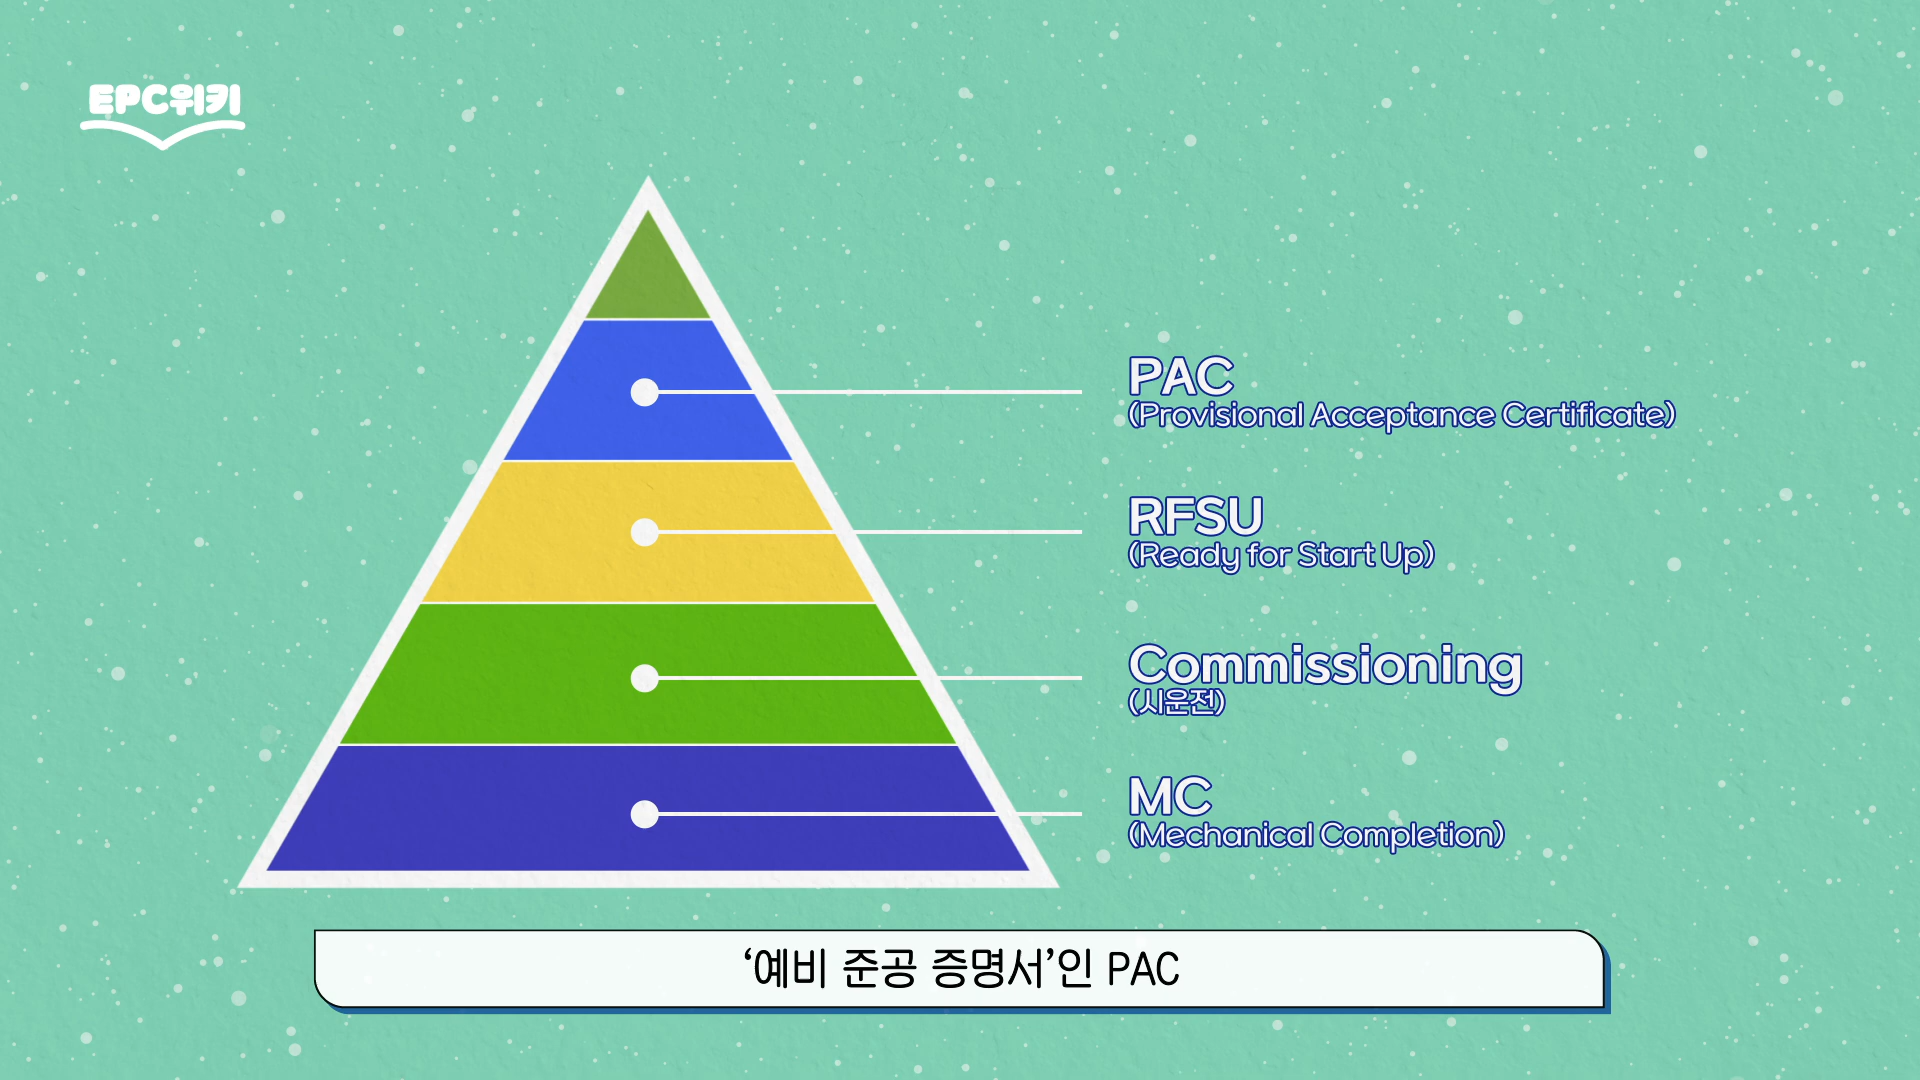 EPC위키
PAC
(Provisional Acceptance Certificate)
RFSU
(Ready for Start Up)
Commissioning
(시운전)
MC
(Mechanical Completion)
‘예비 준공 증명서’인 PAC